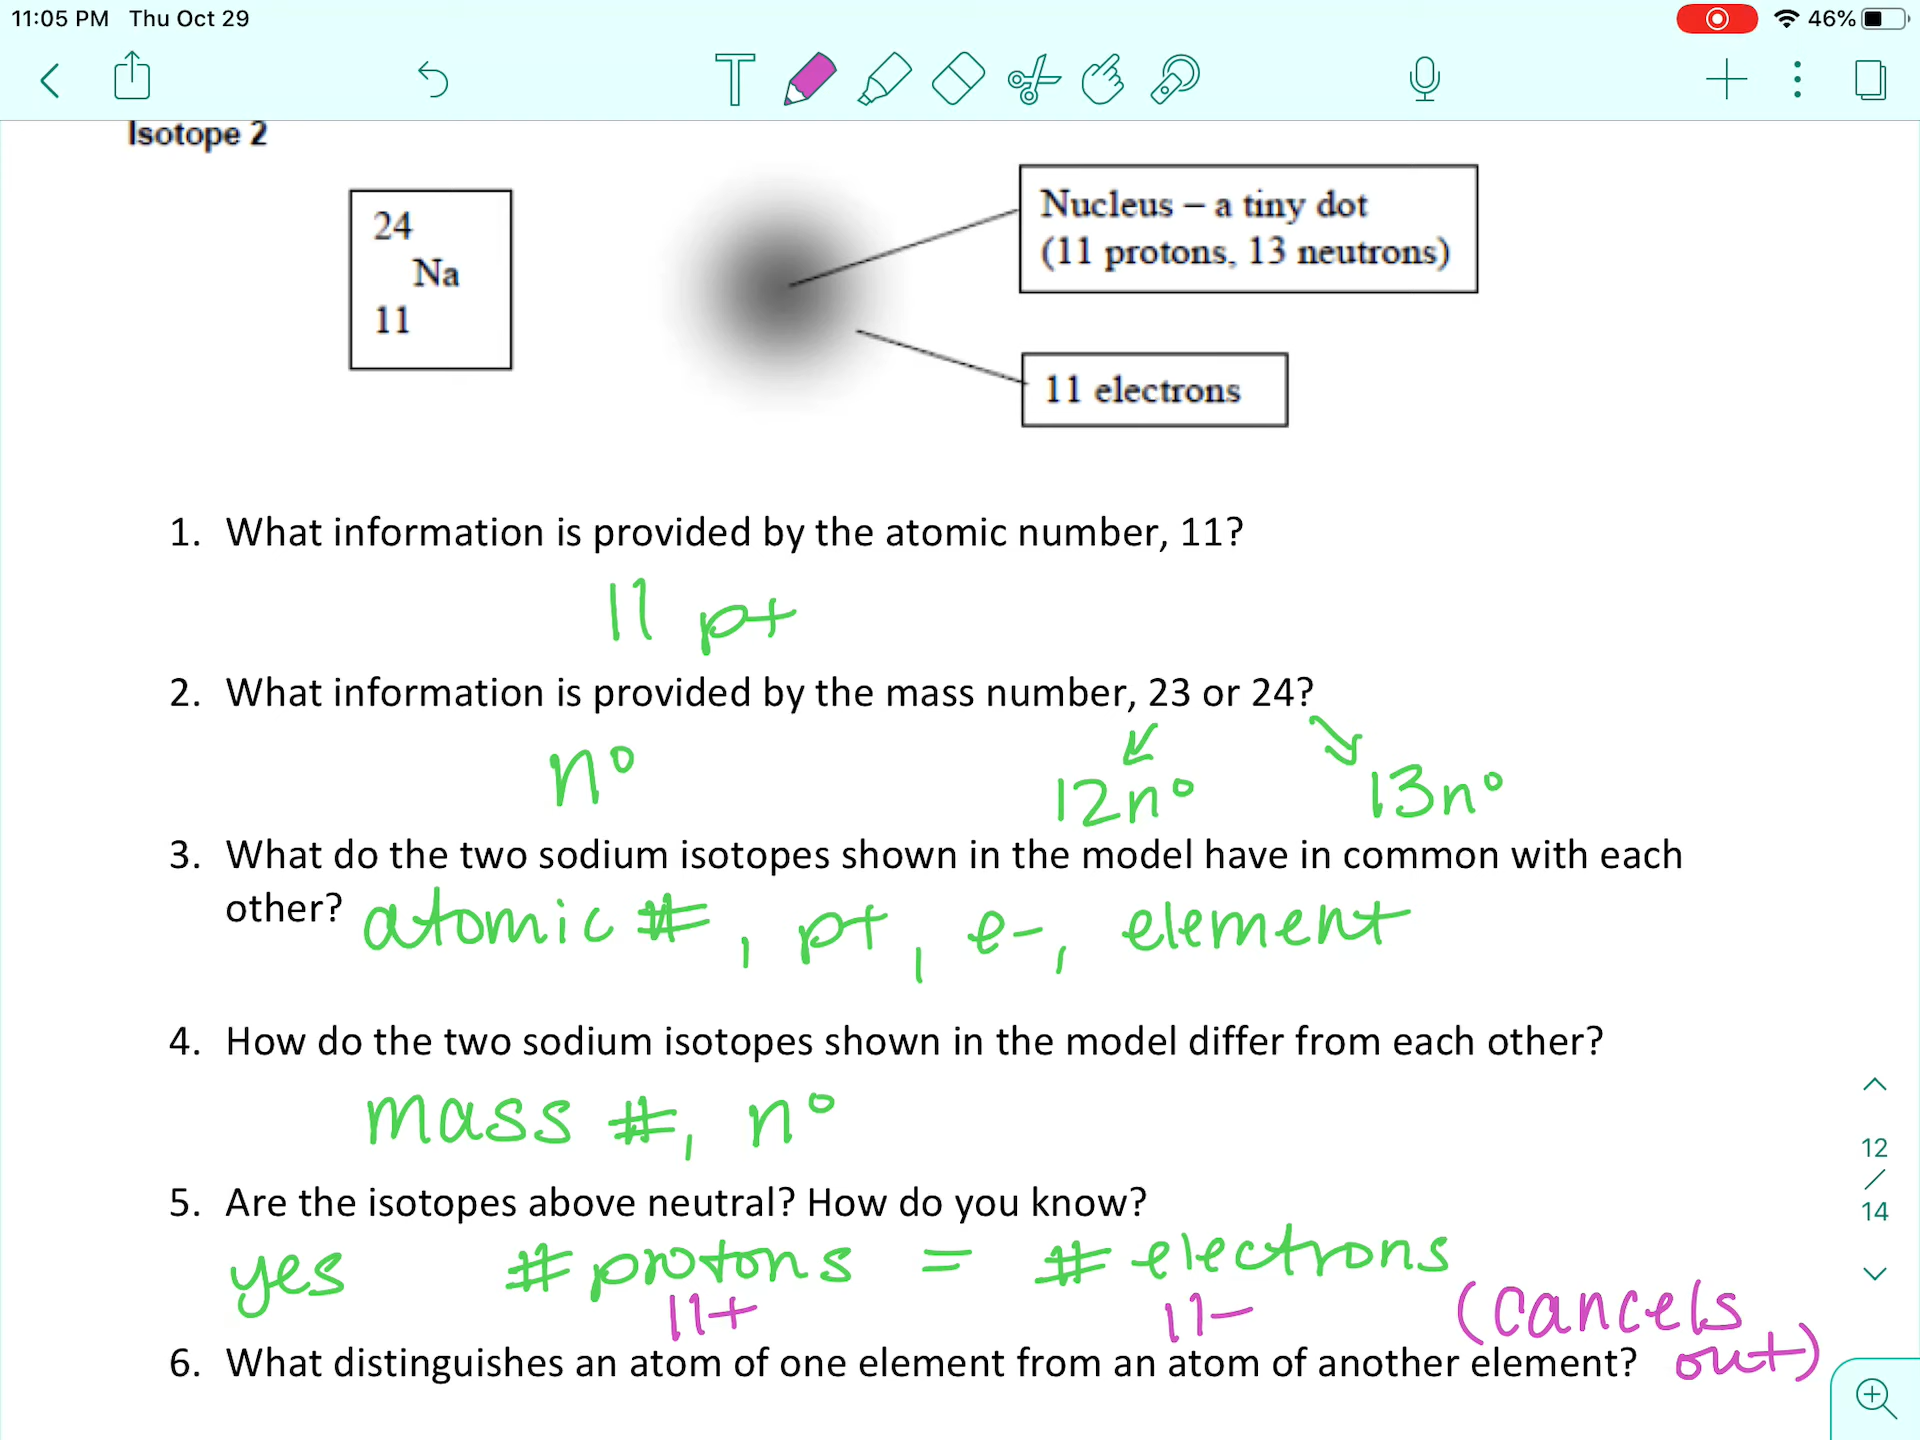 11:05 PM Thu Oct 29
46%
T
Isotope 2
24
Na
11
Nucleus – a tiny dot
(11 protons, 13 neutrons)
11 electrons
1. What information is provided by the atomic number, 11?
11 p+
2. What information is provided by the mass number, 23 or 24?
n° 12n° 13n°
3. What do the two sodium isotopes shown in the model have in common with each
other? atomic #, p+, e-, element
4. How do the two sodium isotopes shown in the model differ from each other?
mass #, n°
5. Are the isotopes above neutral? How do you know?
yes # protons = # electrons
11+ 11- (cancels
out)
6. What distinguishes an atom of one element from an atom of another element?
12
/
14